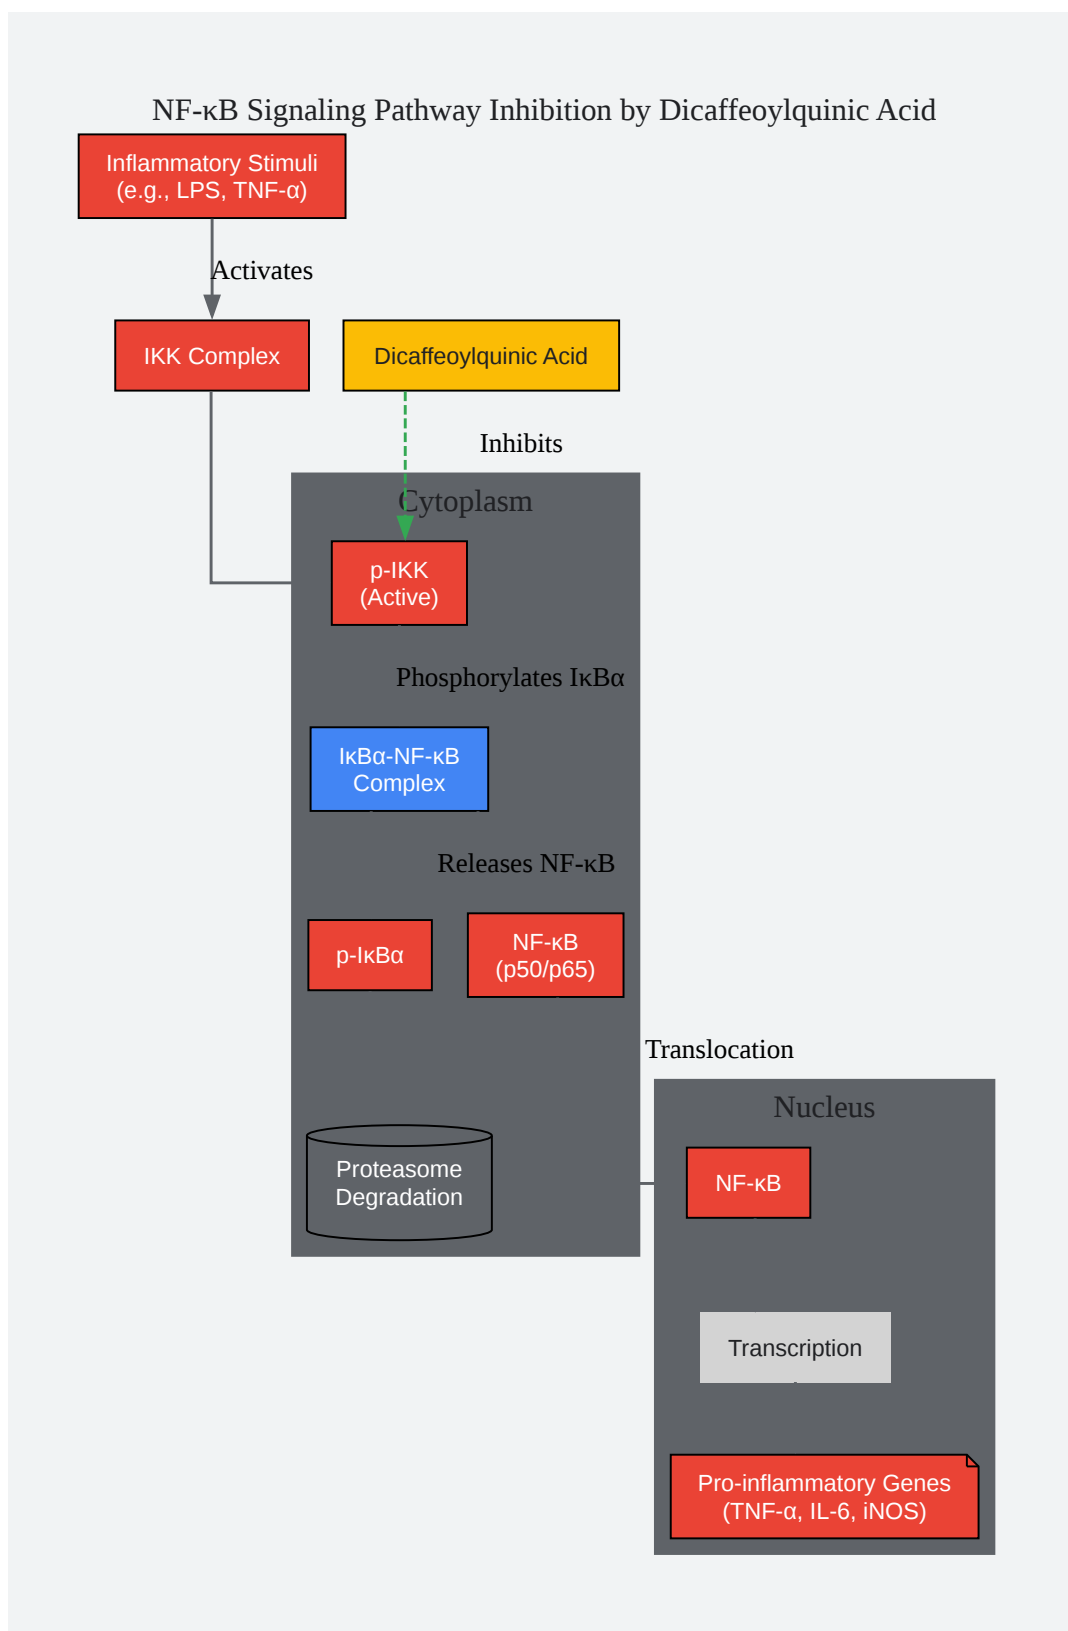 NF-κB Signaling Pathway Inhibition by Dicaffeoylquinic Acid
Inflammatory Stimuli
(e.g., LPS, TNF-α)
Activates
IKK Complex
Dicaffeoylquinic Acid
Inhibits
Cytoplasm
p-IKK
(Active)
Phosphorylates IκBα
IκBα-NF-κB
Complex
Releases NF-κB
p-IκBα
NF-κB
(p50/p65)
Translocation
Nucleus
Proteasome
Degradation
NF-κB
Transcription
Pro-inflammatory Genes
(TNF-α, IL-6, iNOS)